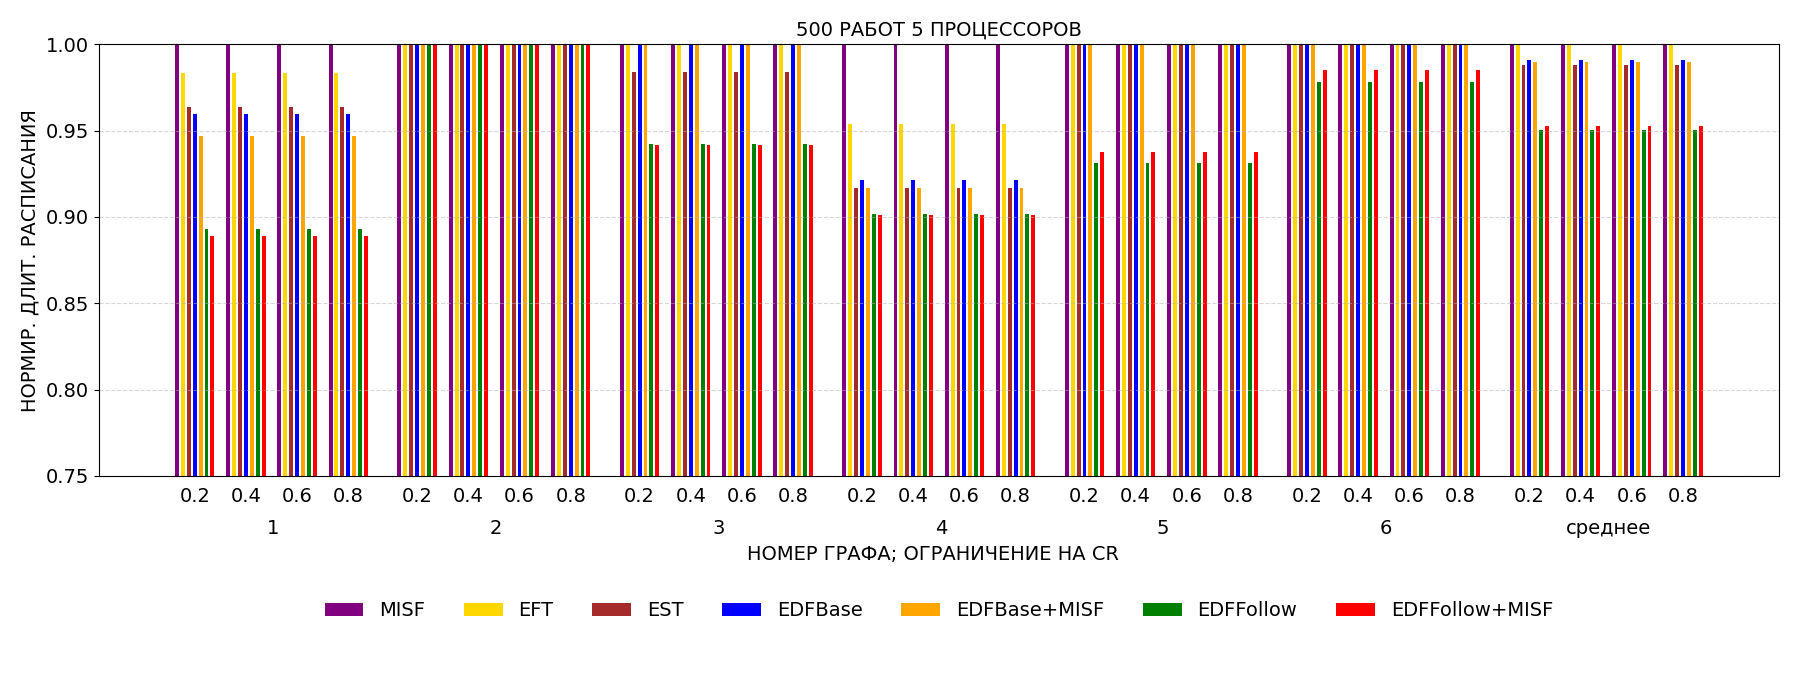 500 РАБОТ 5 ПРОЦЕССОРОВ
1.00
0.95
0.90
0.85
0.80
0.75
НОРМИР. ДЛИТ. РАСПИСАНИЯ
0.2 0.4 0.6 0.8 0.2 0.4 0.6 0.8 0.2 0.4 0.6 0.8 0.2 0.4 0.6 0.8 0.2 0.4 0.6 0.8 0.2 0.4 0.6 0.8 0.2 0.4 0.6 0.8
1 2 3 4 5 6 среднее
НОМЕР ГРАФА; ОГРАНИЧЕНИЕ НА CR
MISF EFT EST EDFBase EDFBase+MISF EDFFollow EDFFollow+MISF